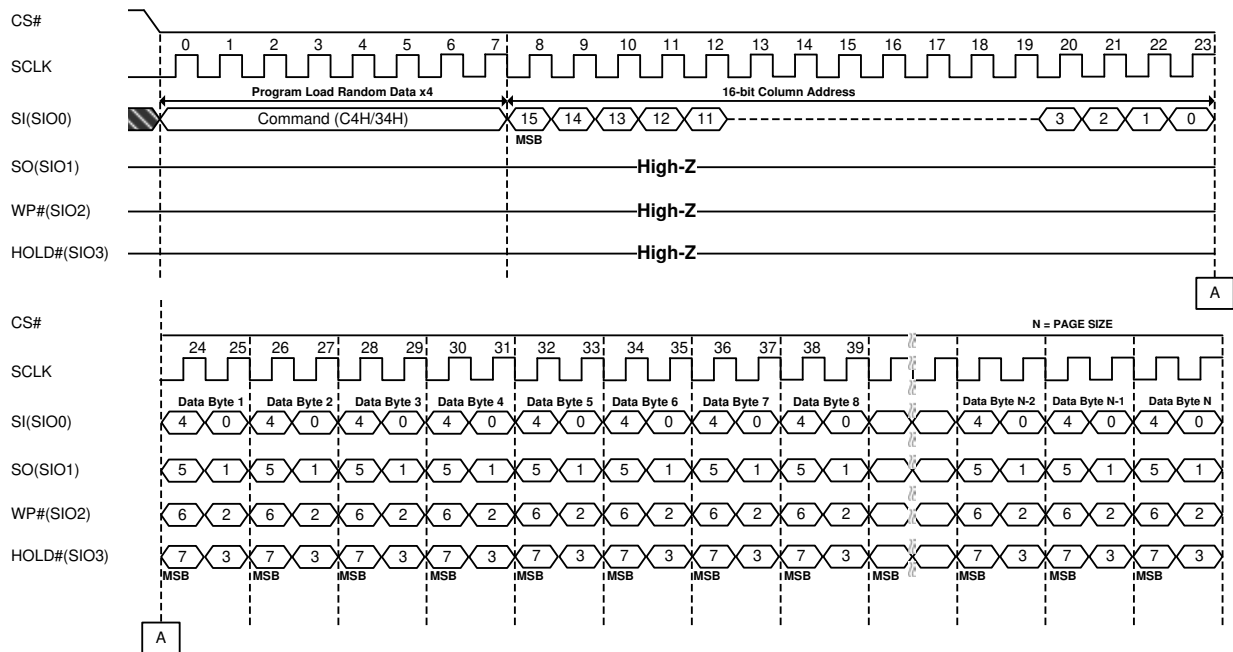 CS#
0 1 2 3 4 5 6 7 8 9 10 11 12 13 14 15 16 17 18 19 20 21 22 23
SCLK
Program Load Random Data x4 16-bit Column Address
SI(SIO0) Command (C4H/34H) 15 14 13 12 11 3 2 1 0
MSB
SO(SIO1) High-Z
WP#(SIO2) High-Z
HOLD#(SIO3) High-Z
A
CS# N = PAGE SIZE
24 25 26 27 28 29 30 31 32 33 34 35 36 37 38 39
SCLK
Data Byte 1 Data Byte 2 Data Byte 3 Data Byte 4 Data Byte 5 Data Byte 6 Data Byte 7 Data Byte 8 Data Byte N-2 Data Byte N-1 Data Byte N
SI(SIO0) 4 0 4 0 4 0 4 0 4 0 4 0 4 0 4 0 4 0 4 0 4 0
SO(SIO1) 5 1 5 1 5 1 5 1 5 1 5 1 5 1 5 1 5 1 5 1 5 1
WP#(SIO2) 6 2 6 2 6 2 6 2 6 2 6 2 6 2 6 2 6 2 6 2 6 2
HOLD#(SIO3) 7 3 7 3 7 3 7 3 7 3 7 3 7 3 7 3 7 3 7 3 7 3
MSB MSB MSB MSB MSB MSB MSB MSB MSB MSB MSB MSB
A